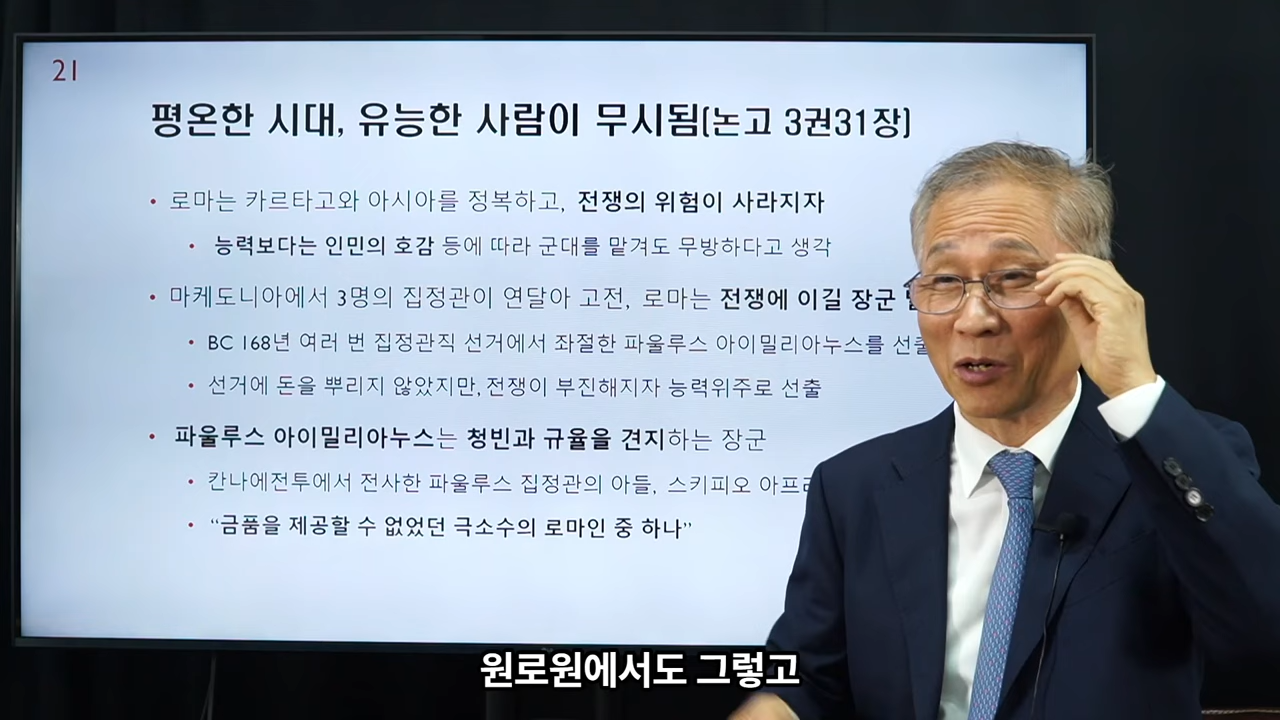 21
평온한 시대, 유능한 사람이 무시됨(논고 3권31장)
• 로마는 카르타고와 아시아를 정복하고, 전쟁의 위험이 사라지자
• 능력보다는 인민의 호감 등에 따라 군대를 맡겨도 무방하다고 생각
• 마케도니아에서 3명의 집정관이 연달아 고전, 로마는 전쟁에 이길 장군
• BC 168년 여러 번 집정관직 선거에서 좌절한 파울루스 아이밀리아누스를
• 선거에 돈을 뿌리지 않았지만, 전쟁이 부진해지자 능력위주로 선출
• 파울루스 아이밀리아누스는 청빈과 규율을 견지하는 장군
• 칸나에전투에서 전사한 파울루스 집정관의 아들, 스키피오
• “금품을 제공할 수 없었던 극소수의 로마인 중 하나”
원로원에서도 그렇고